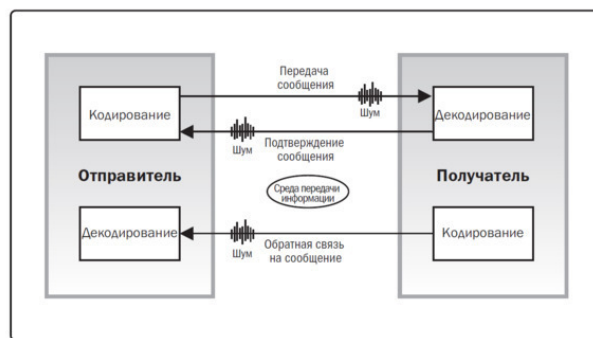 Передача
сообщения
Кодирование
Шум
Декодирование
Шум
Подтверждение
сообщения
Отправитель
Среда передачи
информации
Получатель
Декодирование
Шум
Обратная связь
на сообщение
Кодирование